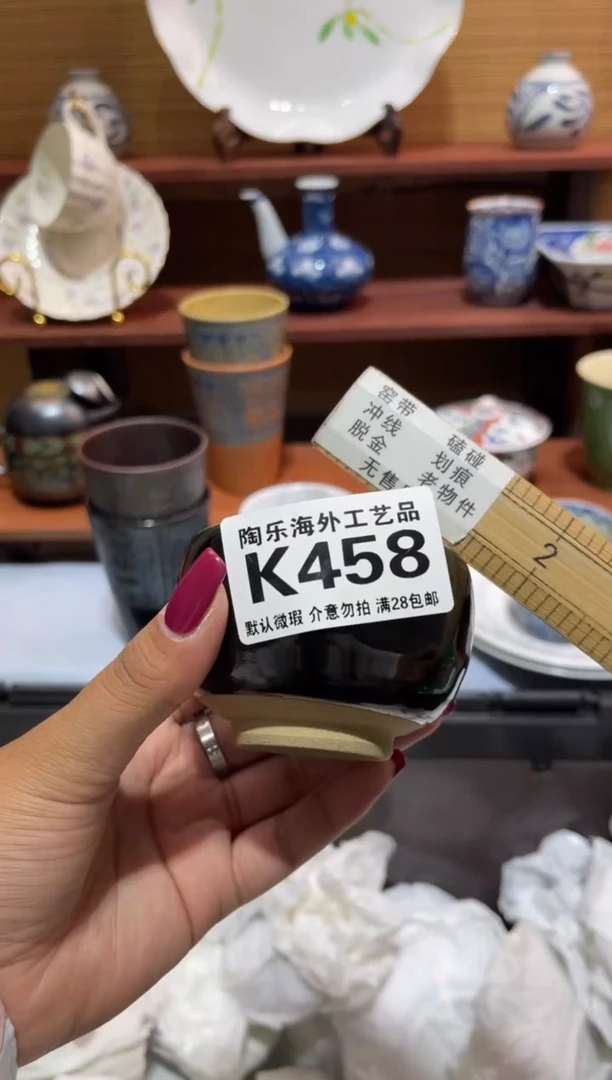 窑带
冲线 磕碰
脱金 划痕
无售 老物件
2
陶乐海外工艺品
K458
默认微瑕 介意勿拍 满28包邮